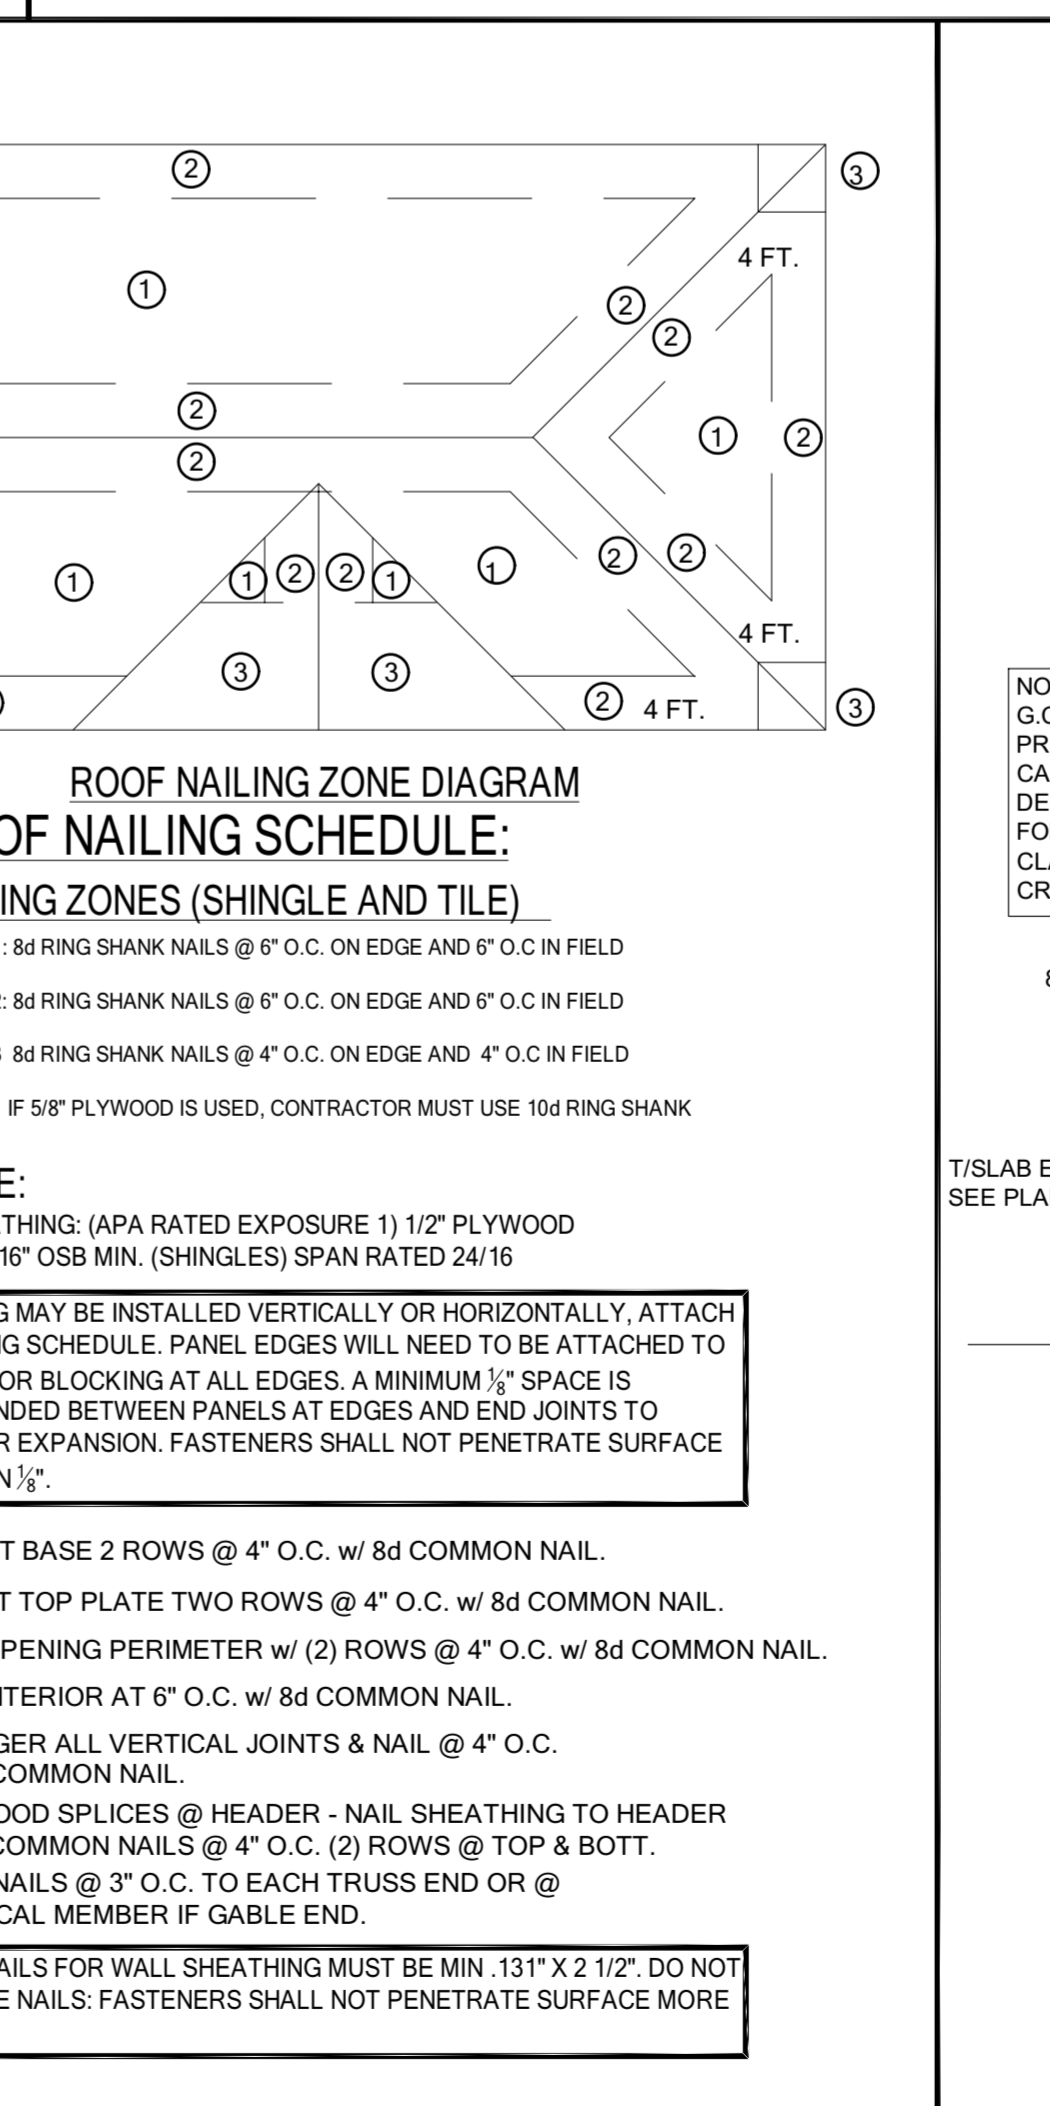 2
3
4 FT.
1
2
2
2
1
2
2
2
1
2
2
1
1
2
2
1
4 FT.
3
3
2
4 FT.
3
ROOF NAILING ZONE DIAGRAM
OF NAILING SCHEDULE:
ING ZONES (SHINGLE AND TILE)
: 8d RING SHANK NAILS @ 6" O.C. ON EDGE AND 6" O.C IN FIELD
: 8d RING SHANK NAILS @ 6" O.C. ON EDGE AND 6" O.C IN FIELD
8d RING SHANK NAILS @ 4" O.C. ON EDGE AND 4" O.C IN FIELD
IF 5/8" PLYWOOD IS USED, CONTRACTOR MUST USE 10d RING SHANK
E:
THING: (APA RATED EXPOSURE 1) 1/2" PLYWOOD
16" OSB MIN. (SHINGLES) SPAN RATED 24/16
G MAY BE INSTALLED VERTICALLY OR HORIZONTALLY, ATTACH
G SCHEDULE. PANEL EDGES WILL NEED TO BE ATTACHED TO
OR BLOCKING AT ALL EDGES. A MINIMUM ⅛" SPACE IS
NDED BETWEEN PANELS AT EDGES AND END JOINTS TO
R EXPANSION. FASTENERS SHALL NOT PENETRATE SURFACE
N ⅛".
T BASE 2 ROWS @ 4" O.C. w/ 8d COMMON NAIL.
T TOP PLATE TWO ROWS @ 4" O.C. w/ 8d COMMON NAIL.
PENING PERIMETER w/ (2) ROWS @ 4" O.C. w/ 8d COMMON NAIL.
TERIOR AT 6" O.C. w/ 8d COMMON NAIL.
GER ALL VERTICAL JOINTS & NAIL @ 4" O.C.
COMMON NAIL.
OOD SPLICES @ HEADER - NAIL SHEATHING TO HEADER
COMMON NAILS @ 4" O.C. (2) ROWS @ TOP & BOTT.
NAILS @ 3" O.C. TO EACH TRUSS END OR @
CAL MEMBER IF GABLE END.
AILS FOR WALL SHEATHING MUST BE MIN .131" X 2 1/2". DO NOT
E NAILS: FASTENERS SHALL NOT PENETRATE SURFACE MORE
NO
G.
PR
CA
DE
FO
CL
CR
T/SLAB E
SEE PLA